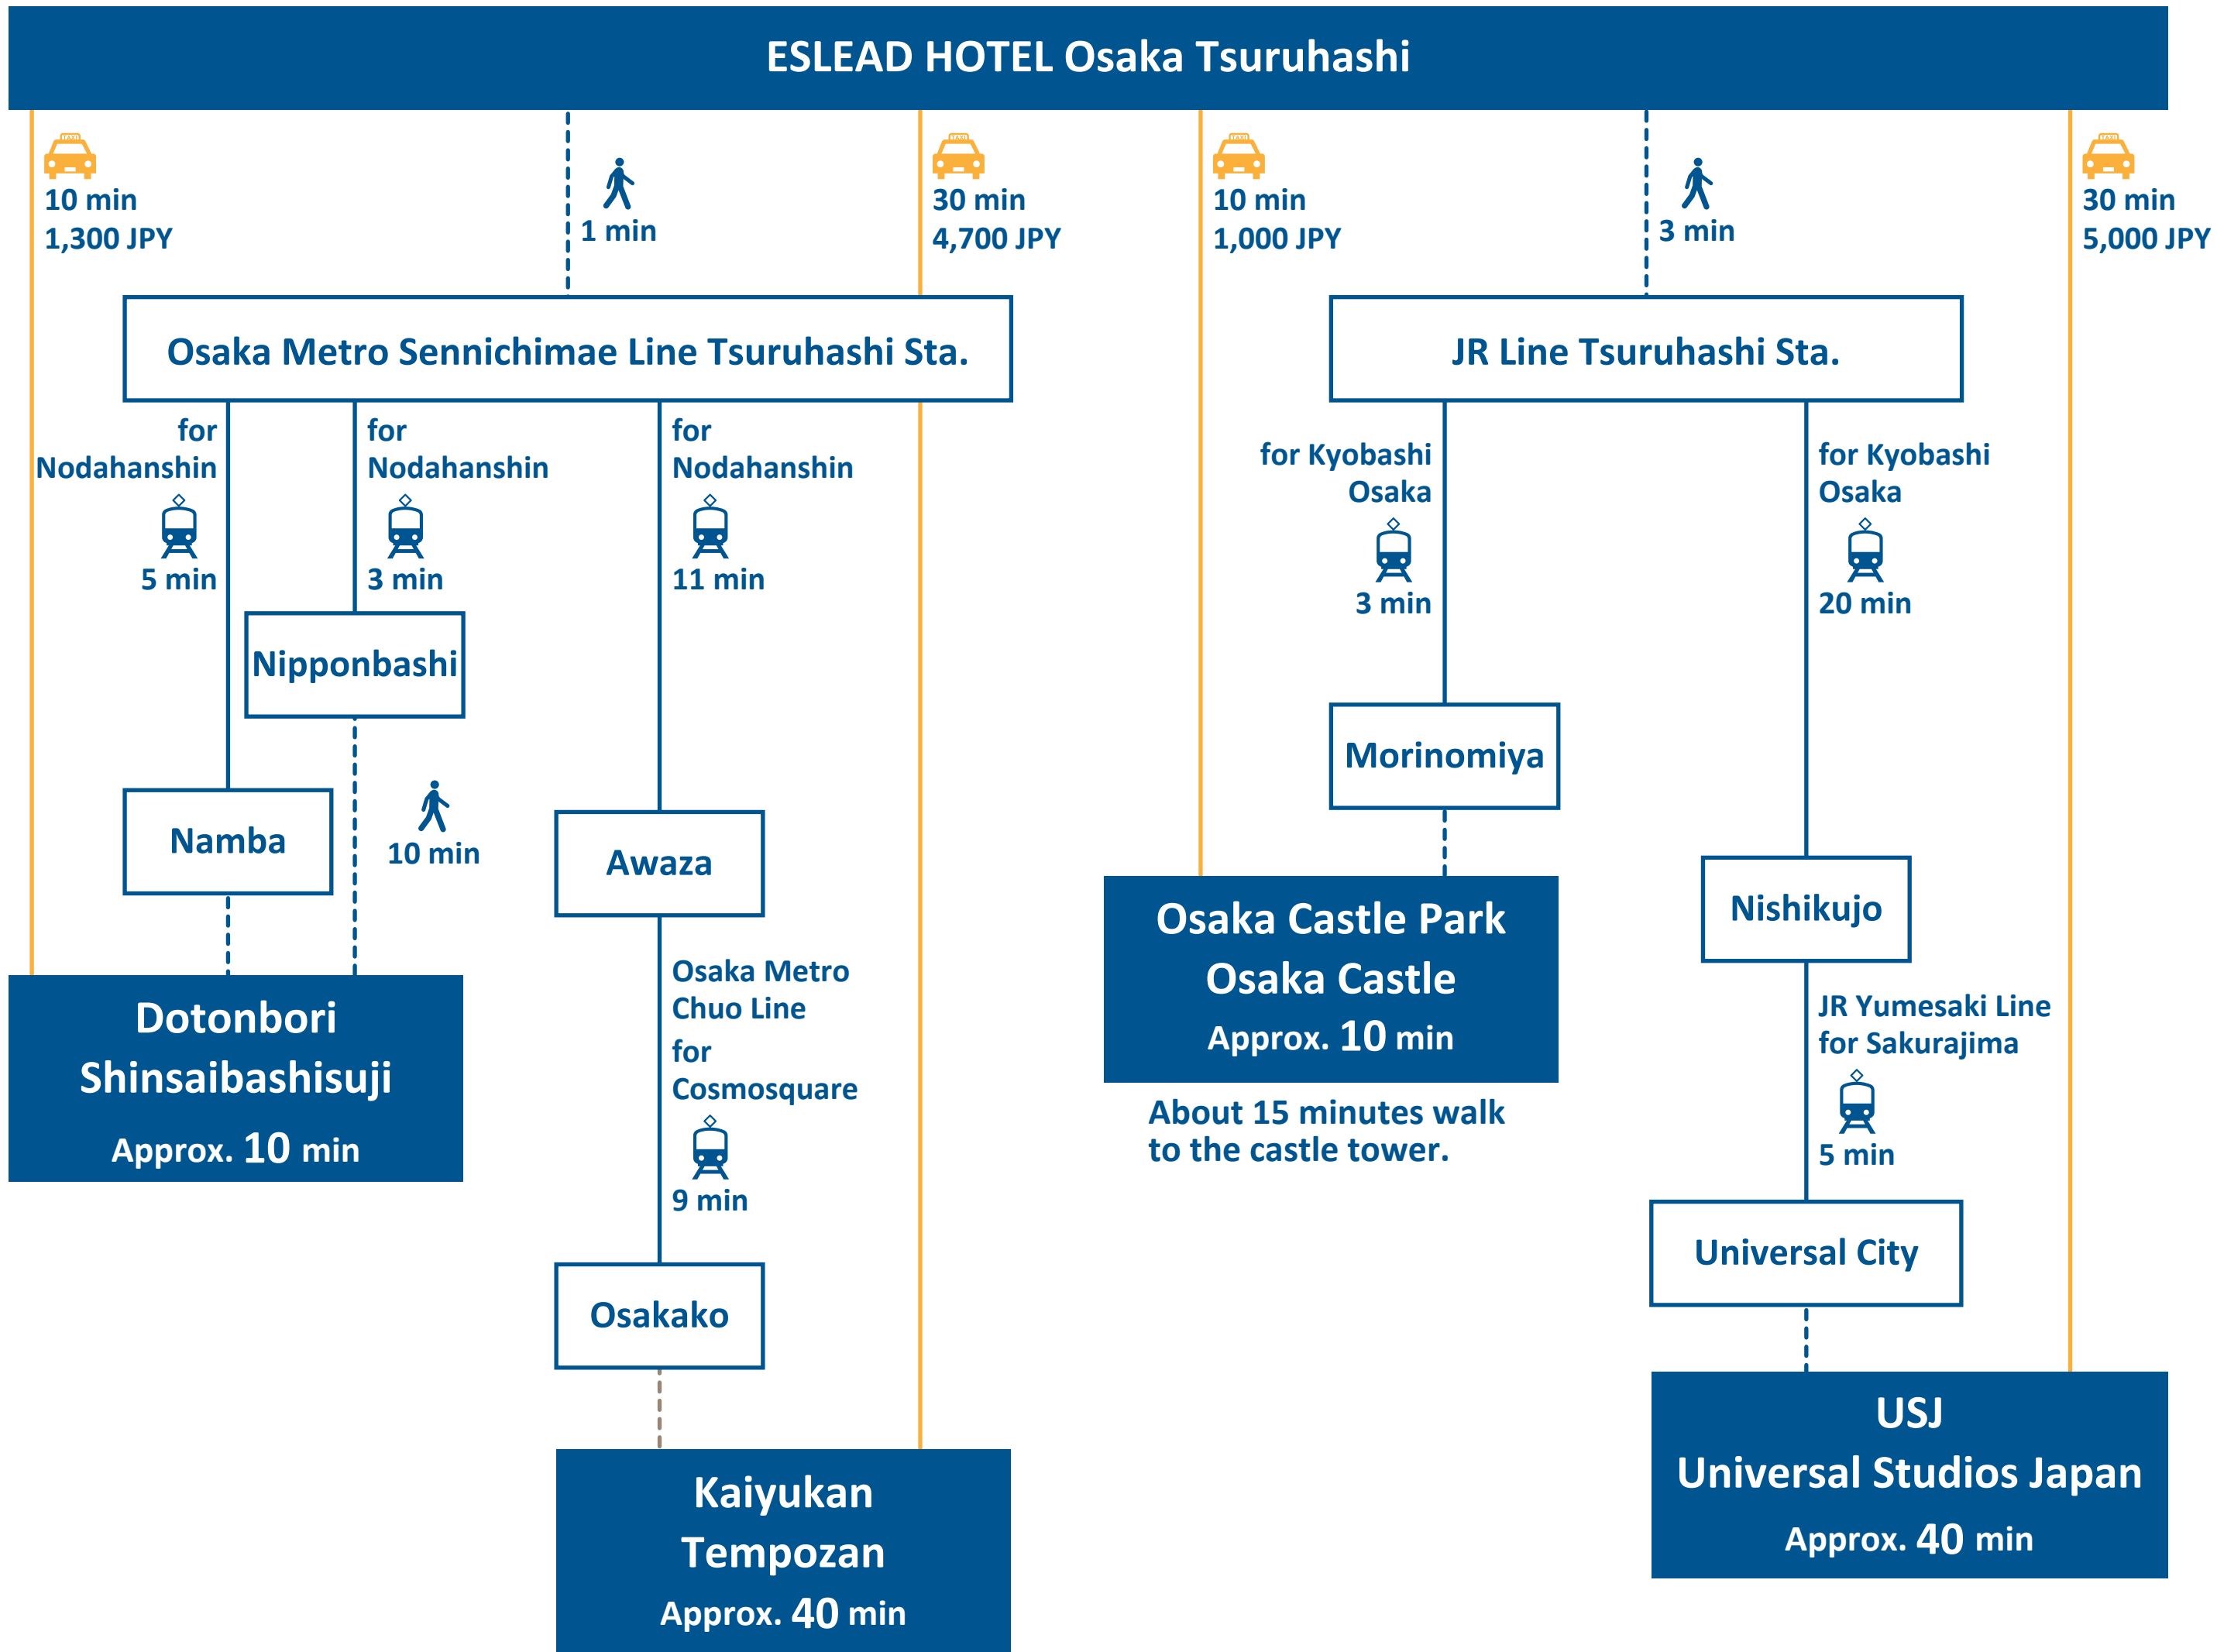 ESLEAD HOTEL Osaka Tsuruhashi
TAXI
10 min
1,300 JPY
1 min
TAXI
30 min
4,700 JPY
TAXI
10 min
1,000 JPY
3 min
TAXI
30 min
5,000 JPY
Osaka Metro Sennichimae Line Tsuruhashi Sta.
JR Line Tsuruhashi Sta.
for
Nodahanshin
5 min
for
Nodahanshin
3 min
for
Nodahanshin
11 min
for Kyobashi
Osaka
3 min
for Kyobashi
Osaka
20 min
Nipponbashi
Morinomiya
Namba
10 min
Awaza
Nishikujo
Osaka Castle Park
Osaka Castle
Approx. 10 min
About 15 minutes walk
to the castle tower.
Dotonbori
Shinsaibashisuji
Approx. 10 min
Osaka Metro
Chuo Line
for
Cosmosquare
9 min
JR Yumesaki Line
for Sakurajima
5 min
Universal City
Osakako
Kaiyukan
Tempozan
Approx. 40 min
USJ
Universal Studios Japan
Approx. 40 min